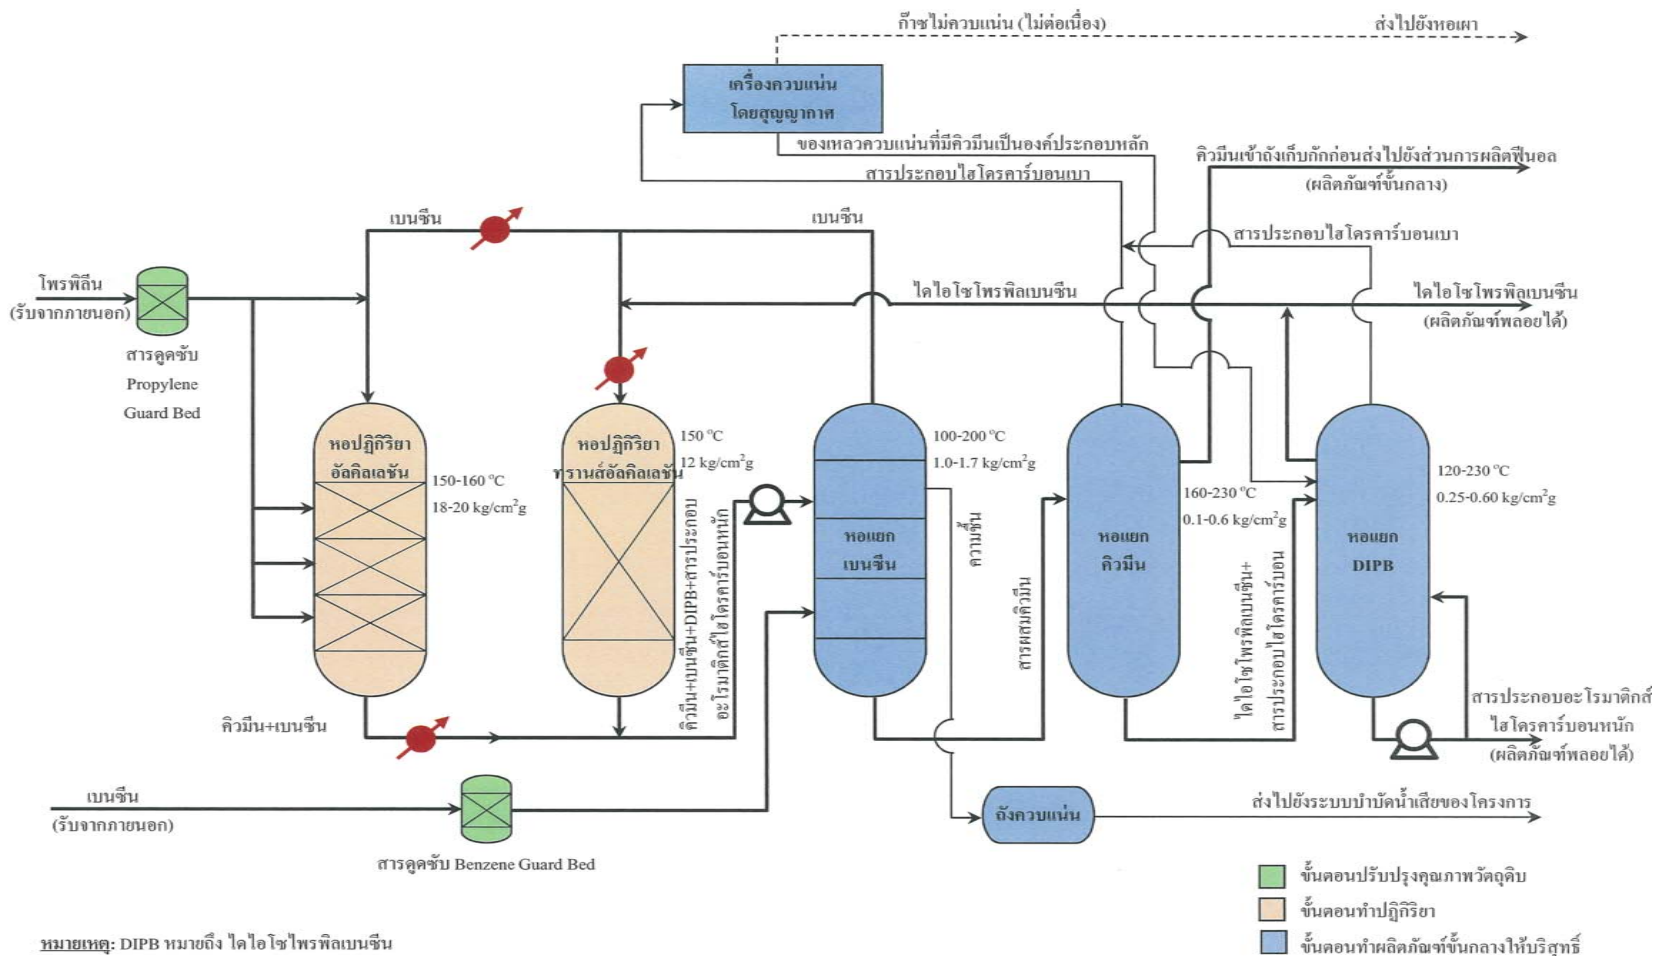 ก๊าซไม่ควบแน่น (ไม่ต่อเนื่อง)
ส่งไปยังหอเผา
เครื่องควบแน่น
โดยสุญญากาศ
ของเหลวควบแน่นที่มีคิวมีนเป็นองค์ประกอบหลัก
คิวมีนเข้าถังเก็บกักก่อนส่งไปยังส่วนการผลิตฟีนอล
(ผลิตภัณฑ์ขั้นกลาง)
สารประกอบไฮโดรคาร์บอนเบา
เบนซีน
เบนซีน
สารประกอบไฮโดรคาร์บอนเบา
โพรพิลีน
(รับจากภายนอก)
ไดไอโซโพรพิลเบนซีน
ไดไอโซโพรพิลเบนซีน
(ผลิตภัณฑ์พลอยได้)
สารดูดซับ
Propylene
Guard Bed
หอปฏิกิริยา
อัลคิลเลชัน
150-160 °C
18-20 kg/cm²g
หอปฏิกิริยา
ทรานส์อัลคิลเลชัน
150 °C
12 kg/cm²g
คิวมีน+เบนซีน+DIPB+สารประกอบ
อะโรมาติกส์ไฮโดรคาร์บอนหนัก
100-200 °C
1.0-1.7 kg/cm²g
หอแยก
เบนซีน
ความชื้น
สารผสมคิวมีน
หอแยก
คิวมีน
160-230 °C
0.1-0.6 kg/cm²g
ไดไอโซโพรพิลเบนซีน+
สารประกอบไฮโดรคาร์บอน
หอแยก
DIPB
120-230 °C
0.25-0.60 kg/cm²g
คิวมีน+เบนซีน
สารประกอบอะโรมาติกส์
ไฮโดรคาร์บอนหนัก
(ผลิตภัณฑ์พลอยได้)
เบนซีน
(รับจากภายนอก)
สารดูดซับ Benzene Guard Bed
ถังควบแน่น
ส่งไปยังระบบบำบัดน้ำเสียของโครงการ
ขั้นตอนปรับปรุงคุณภาพวัตถุดิบ
ขั้นตอนทำปฏิกิริยา
ขั้นตอนทำผลิตภัณฑ์ขั้นกลางให้บริสุทธิ์
หมายเหตุ: DIPB หมายถึง ไดไอโซไพรพิลเบนซีน